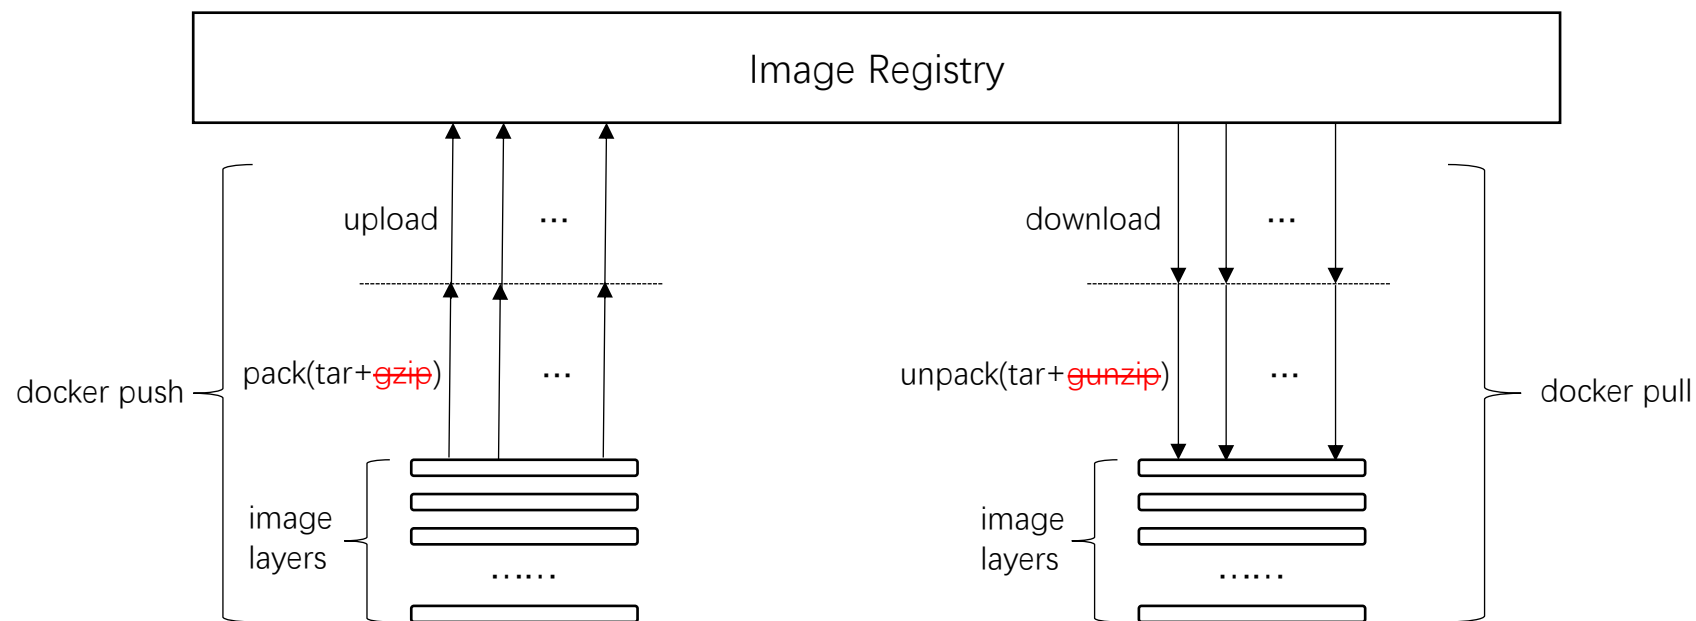 Image Registry
upload
...
download
...
pack(tar+gzip)
...
unpack(tar+gunzip)
...
docker push
docker pull
image
layers
......
image
layers
......